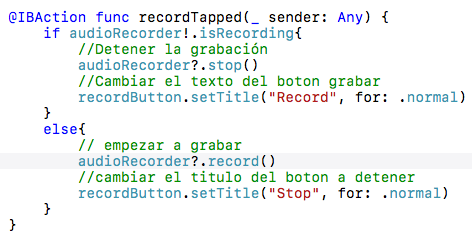 @IBAction func recordTapped(_ sender: Any) {
if audioRecorder!.isRecording{
//Detener la grabación
audioRecorder?.stop()
//Cambiar el texto del boton grabar
recordButton.setTitle("Record", for: .normal)
}
else{
// empezar a grabar
audioRecorder?.record()
//cambiar el titulo del boton a detener
recordButton.setTitle("Stop", for: .normal)
}
}